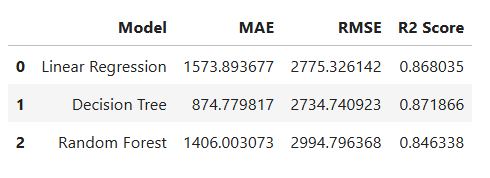 Model MAE RMSE R2 Score
0 Linear Regression 1573.893677 2775.326142 0.868035
1 Decision Tree 874.779817 2734.740923 0.871866
2 Random Forest 1406.003073 2994.796368 0.846338